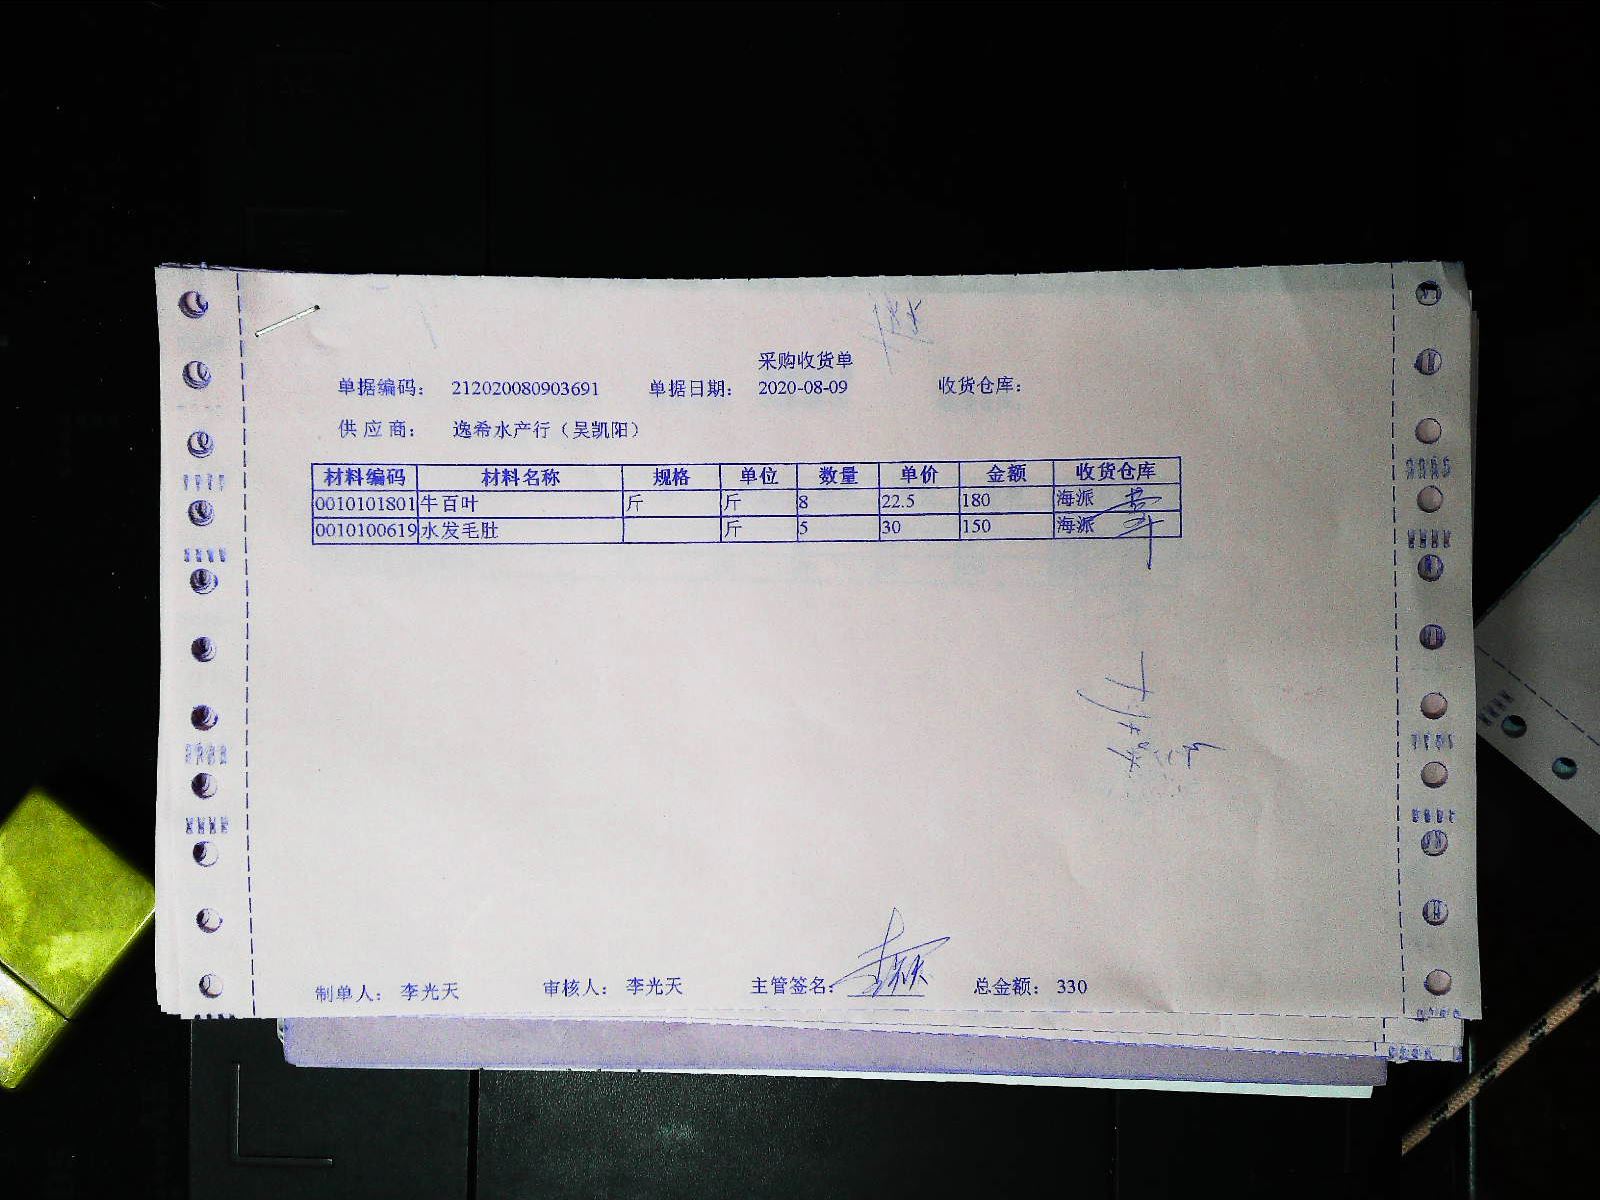 采购收货单
单据编码： 212020080903691 单据日期： 2020-08-09 收货仓库：
供 应 商： 逸希水产行（吴凯阳）
材料编码 材料名称 规格 单位 数量 单价 金额 收货仓库
0010101801 牛百叶 斤 斤 8 22.5 180 海派
0010100619 水发毛肚 斤 5 30 150 海派
制单人： 李光天 审核人： 李光天 主管签名： 总金额： 330